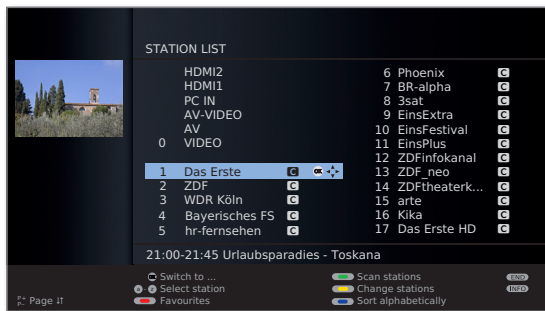 STATION LIST
HDMI2
HDMI1
PC IN
AV-VIDEO
AV
0 VIDEO
1 Das Erste C OK
2 ZDF C
3 WDR Köln C
4 Bayerisches FS C
5 hr-fernsehen C
6 Phoenix C
7 BR-alpha C
8 3sat C
9 EinsExtra C
10 EinsFestival C
11 EinsPlus C
12 ZDFinfokanal C
13 ZDF_neo C
14 ZDFtheaterk... C
15 arte C
16 Kika C
17 Das Erste HD C
21:00-21:45 Urlaubsparadies - Toskana
OK Switch to ...
Select station
Favourites
Scan stations
Change stations
Sort alphabetically
END
INFO
P+
P- Page ↓↑